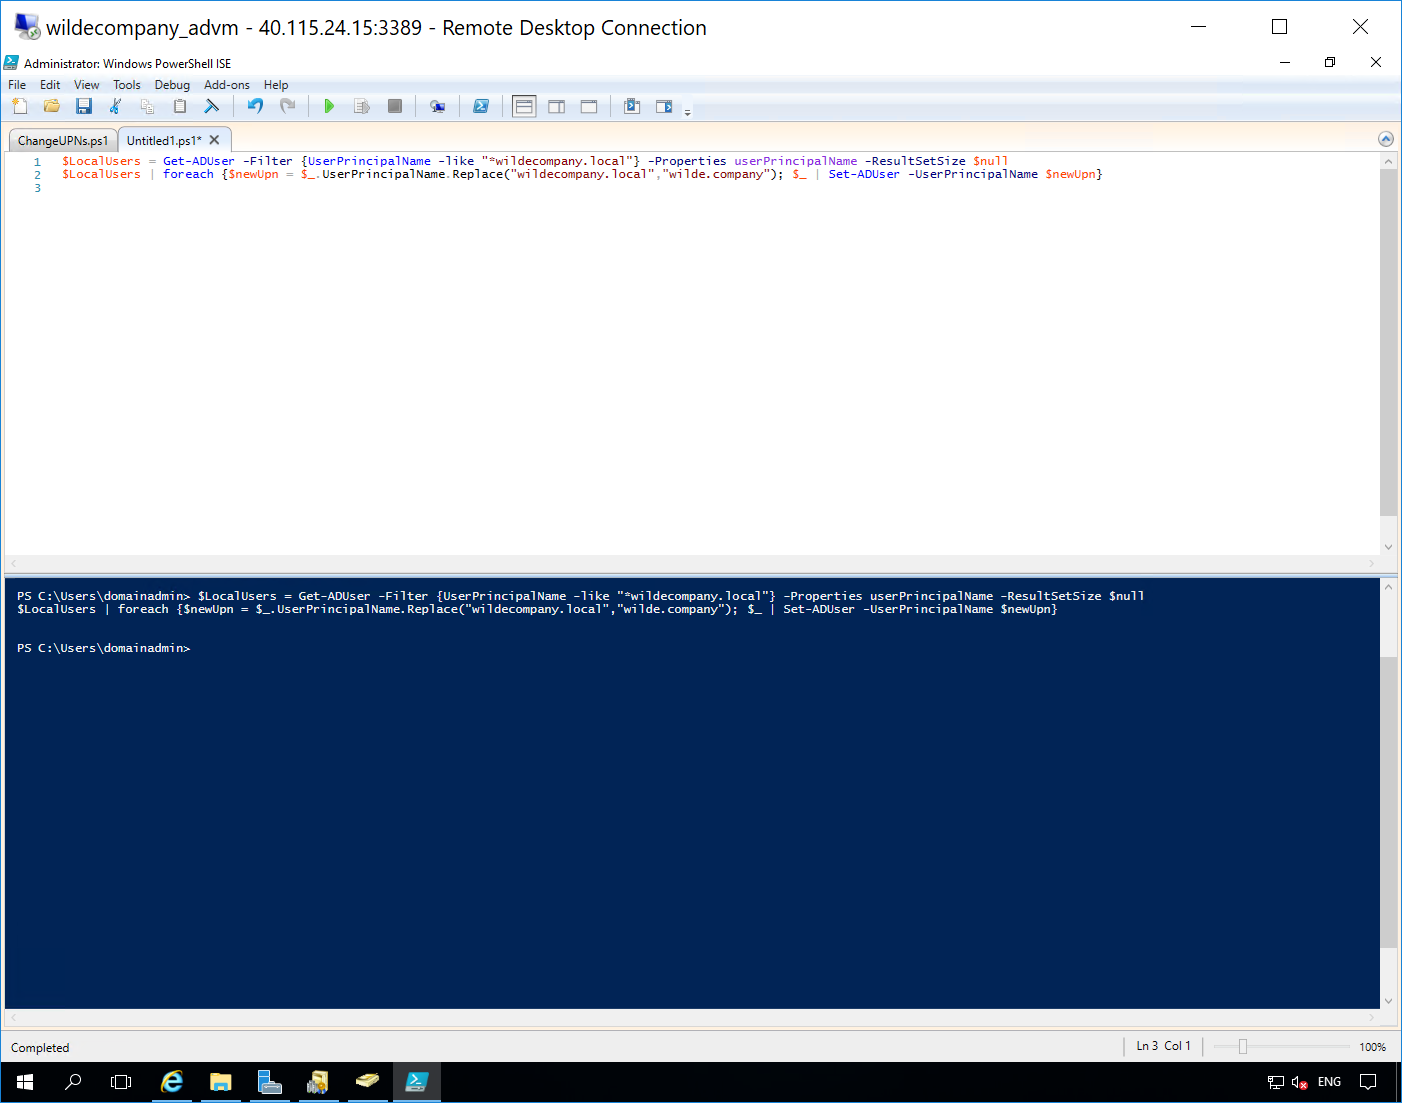 wildecompany_advm - 40.115.24.15:3389 - Remote Desktop Connection
Administrator: Windows PowerShell ISE
File Edit View Tools Debug Add-ons Help
ChangeUPNs.ps1 Untitled1.ps1*
1 $LocalUsers = Get-ADUser -Filter {UserPrincipalName -like "*wildecompany.local"} -Properties userPrincipalName -ResultSetSize $null
2 $LocalUsers | foreach {$newUpn = $_.UserPrincipalName.Replace("wildecompany.local","wilde.company"); $_ | Set-ADUser -UserPrincipalName $newUpn}
3
PS C:\Users\domainadmin> $LocalUsers = Get-ADUser -Filter {UserPrincipalName -like "*wildecompany.local"} -Properties userPrincipalName -ResultSetSize $null
$LocalUsers | foreach {$newUpn = $_.UserPrincipalName.Replace("wildecompany.local","wilde.company"); $_ | Set-ADUser -UserPrincipalName $newUpn}
PS C:\Users\domainadmin>
Completed Ln 3 Col 1 100%
ENG